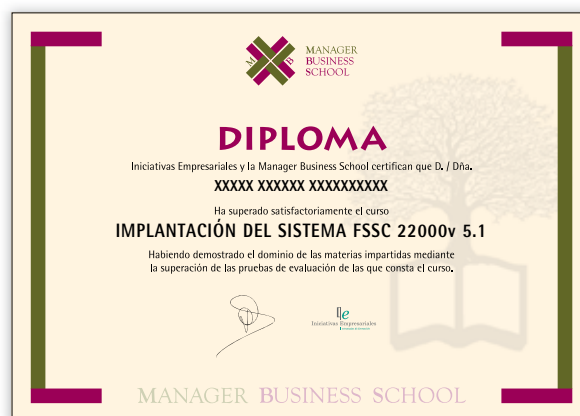 MANAGER
BUSINESS
SCHOOL
M B
DIPLOMA
Iniciativas Empresariales y la Manager Business School certifican que D. / Dña.
XXXXX XXXXXX XXXXXXXXXX
Ha superado satisfactoriamente el curso
IMPLANTACIÓN DEL SISTEMA FSSC 22000v 5.1
Habiendo demostrado el dominio de las materias impartidas mediante
la superación de las pruebas de evaluación de las que consta el curso.
Iniciativas Empresariales
MANAGER BUSINESS SCHOOL